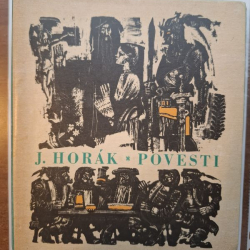 J. HORÁK * POVESTI